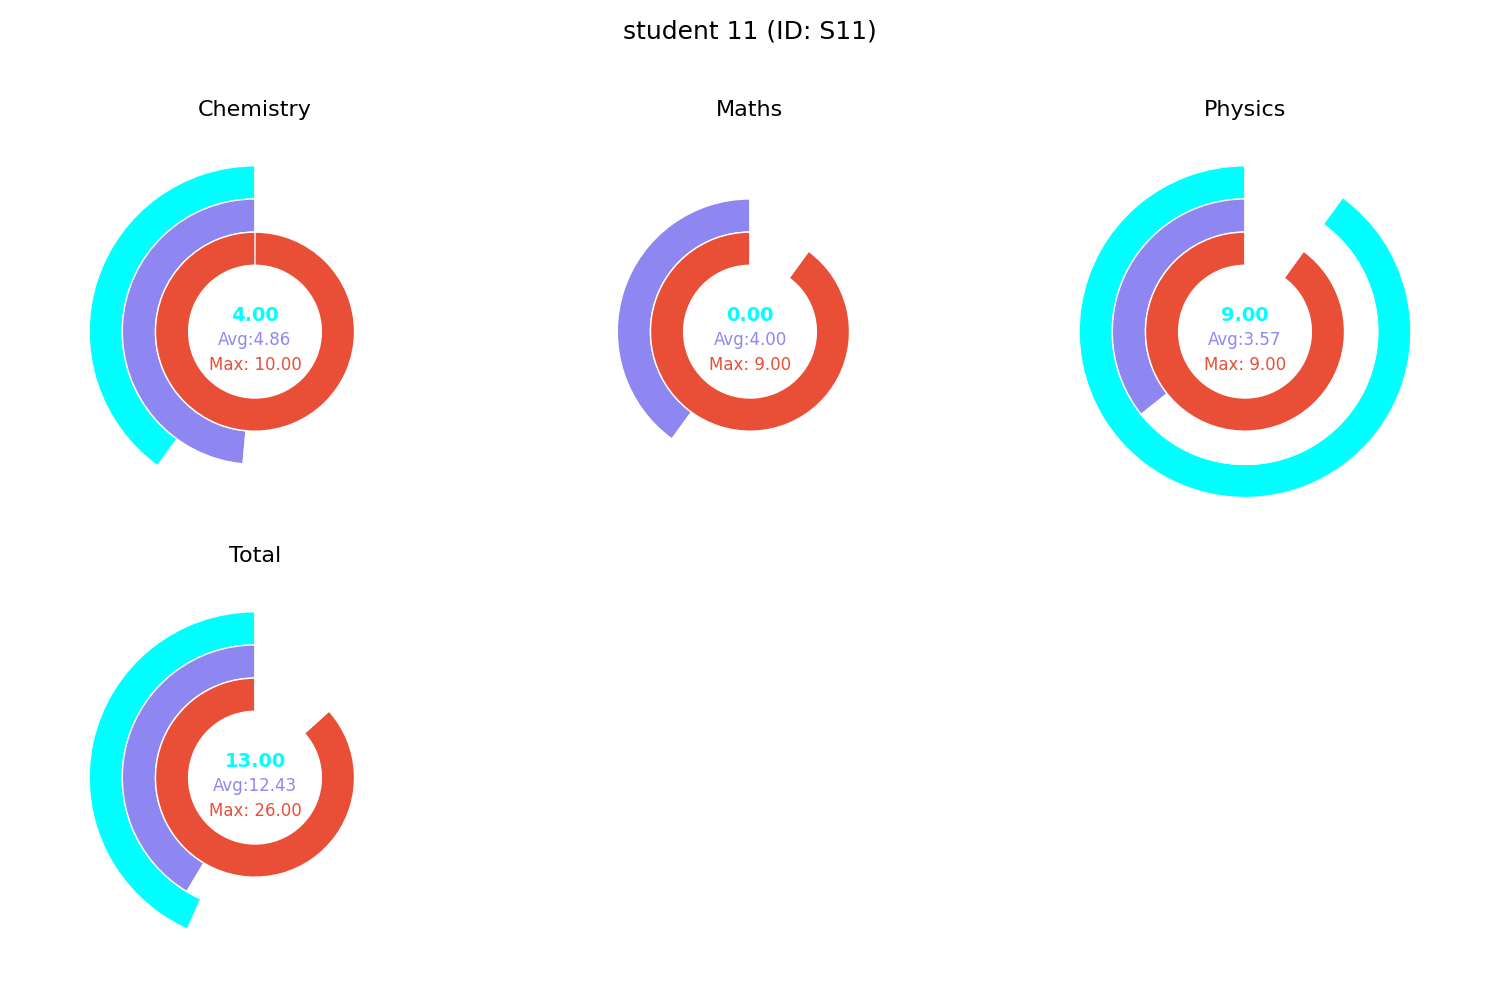 student 11 (ID: S11)
Chemistry
4.00
Avg:4.86
Max: 10.00
Maths
0.00
Avg:4.00
Max: 9.00
Physics
9.00
Avg:3.57
Max: 9.00
Total
13.00
Avg:12.43
Max: 26.00